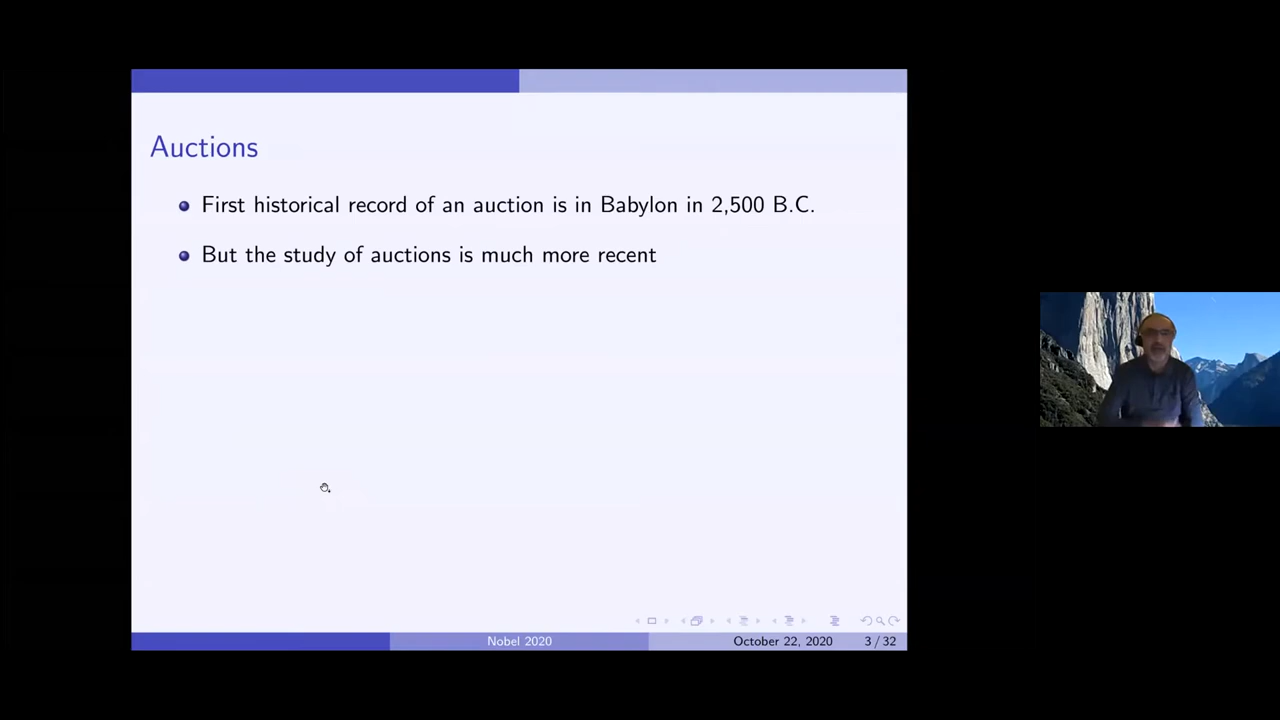 Auctions
First historical record of an auction is in Babylon in 2,500 B.C.
But the study of auctions is much more recent
Nobel 2020
October 22, 2020
3 / 32